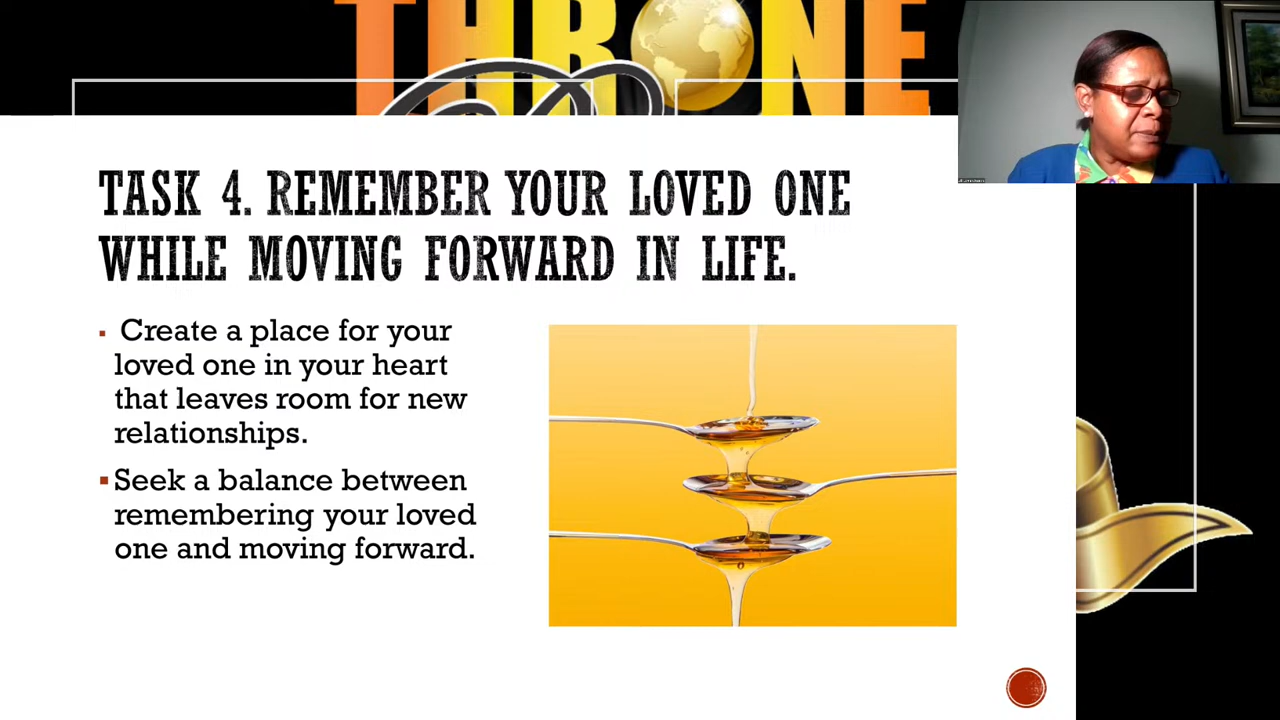 THRONE
TASK 4. REMEMBER YOUR LOVED ONE
WHILE MOVING FORWARD IN LIFE.
▪ Create a place for your
loved one in your heart
that leaves room for new
relationships.
▪ Seek a balance between
remembering your loved
one and moving forward.